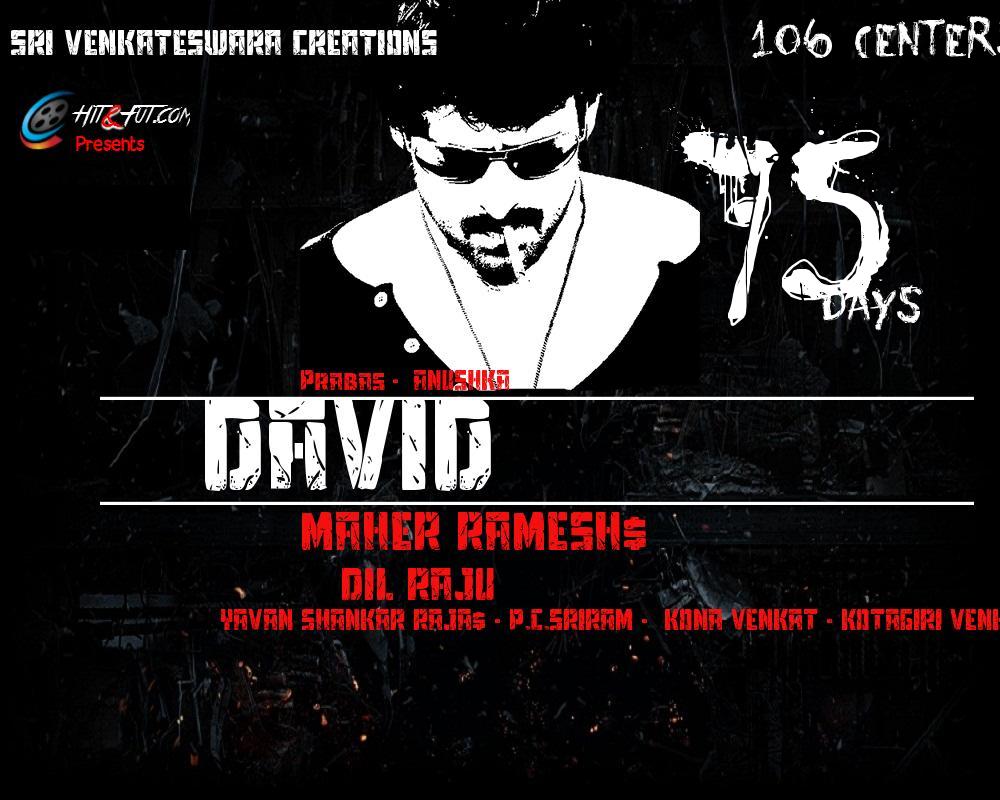 SRI VENKATESWARA CREATIONS
106 CENTER
HIT&FUT.COM
Presents
75
DAYS
PRABAS - ANUSHKA
DAVID
MAHER RAMESH$
DIL RAJU
YAVAN SHANKAR RAJA$ - P.C.SRIRAM - KONA VENKAT - KOTAGIRI